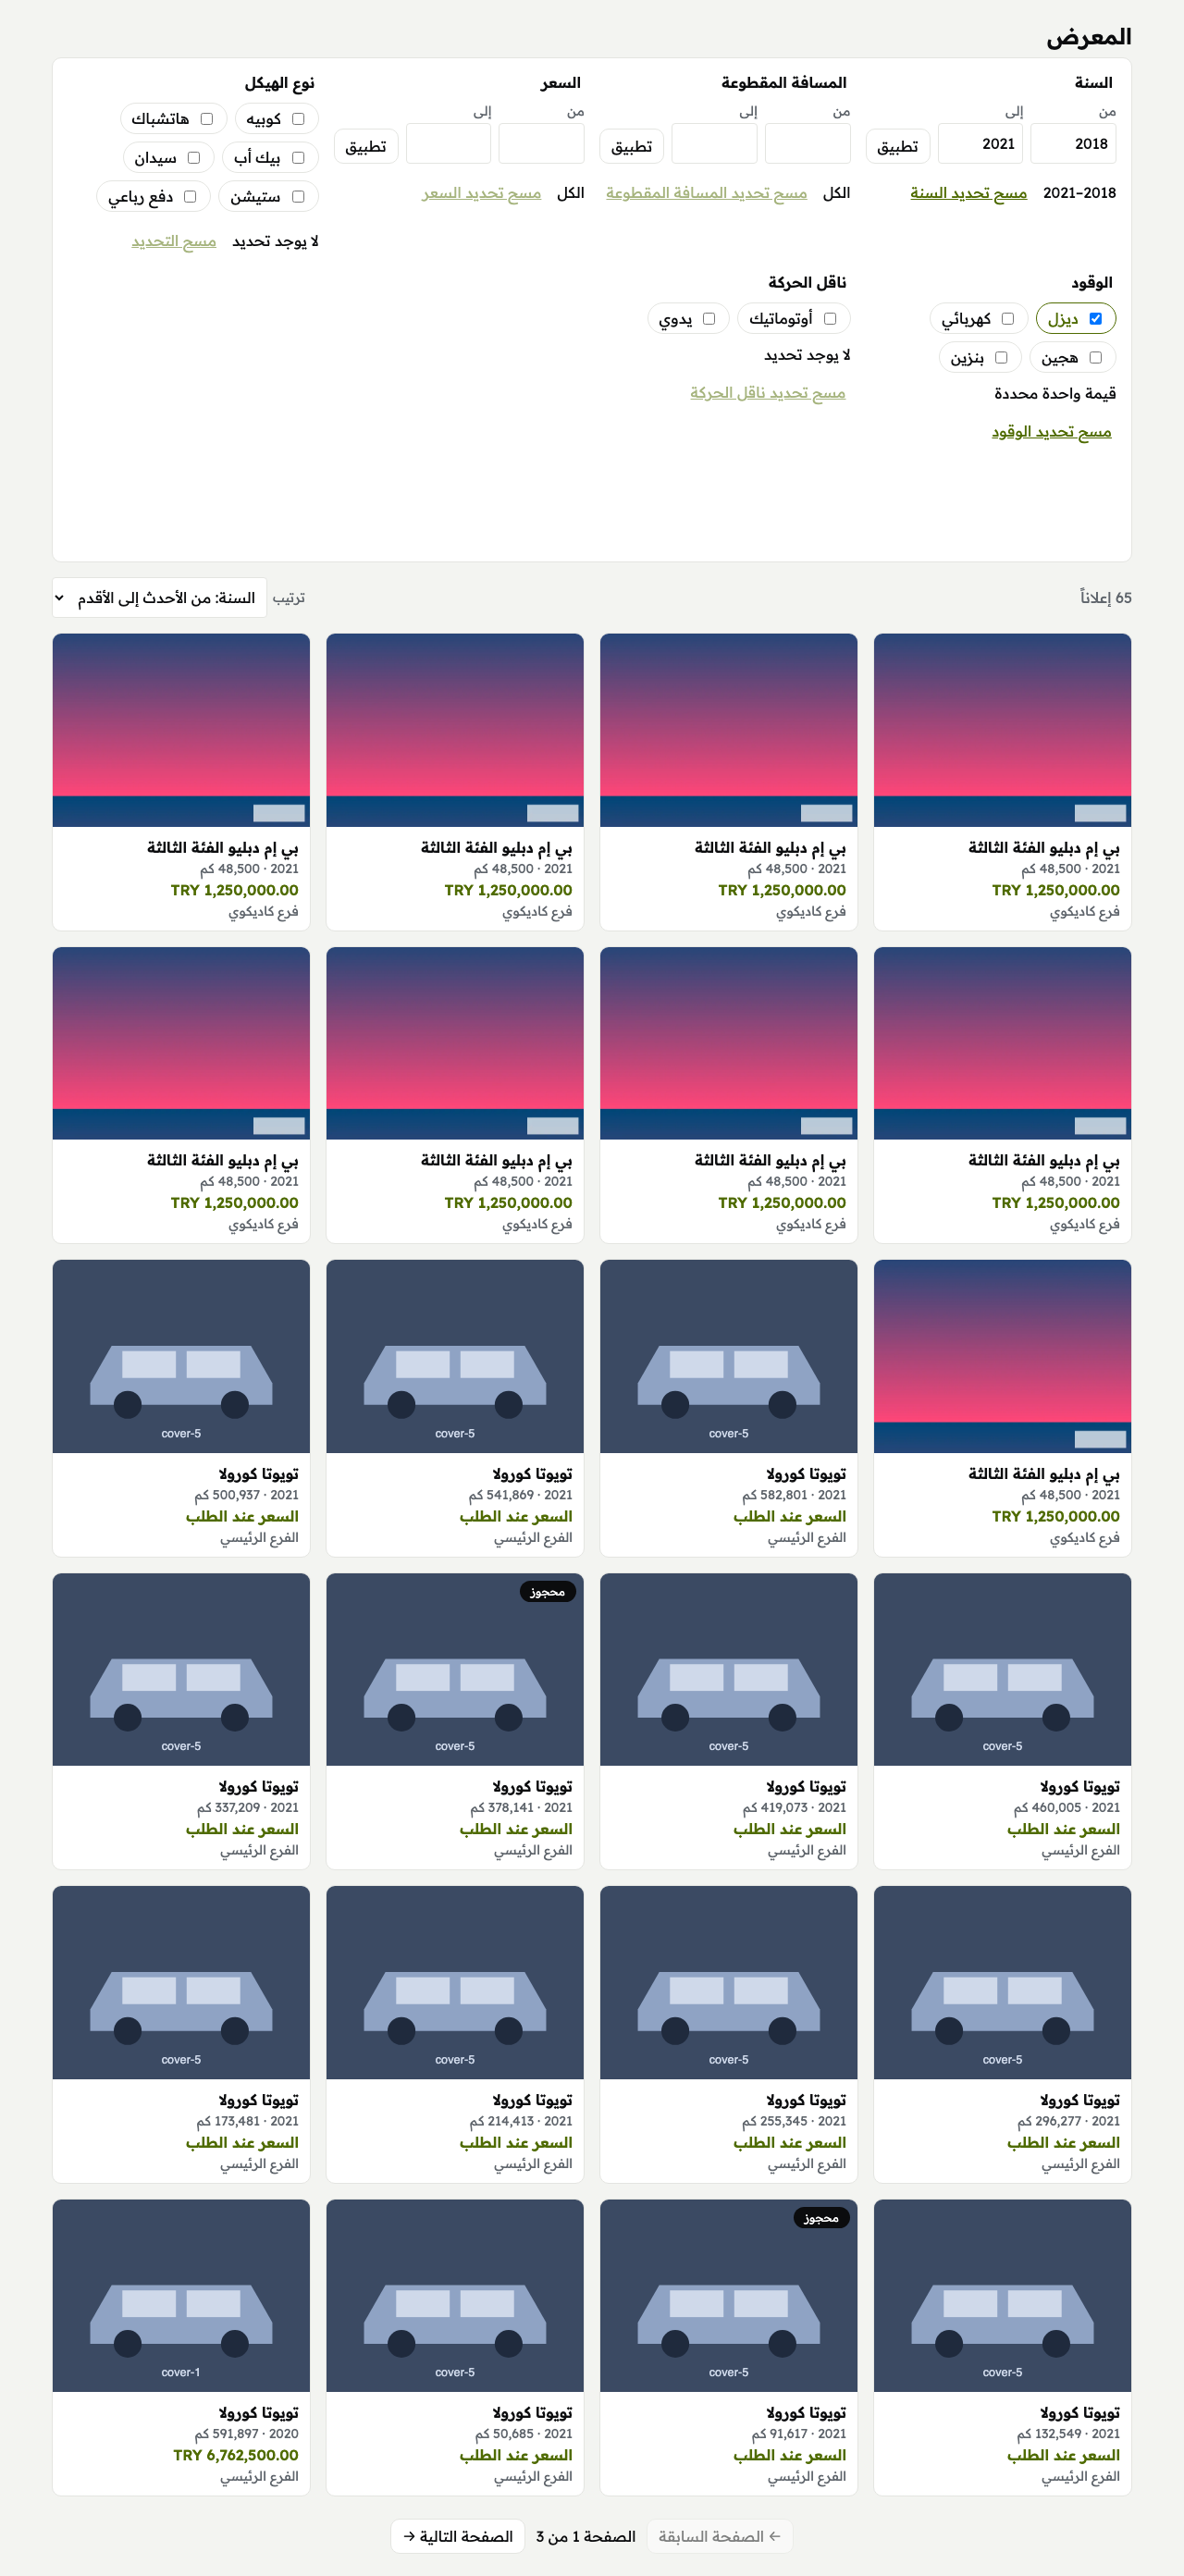 المعرض
السنة
من
إلى
2018
2021
تطبيق
2018–2021 مسح تحديد السنة
المسافة المقطوعة
من
إلى
تطبيق
الكل مسح تحديد المسافة المقطوعة
السعر
من
إلى
تطبيق
الكل مسح تحديد السعر
نوع الهيكل
كوبيه هاتشباك
بيك أب سيدان
ستيشن دفع رباعي
لا يوجد تحديد مسح التحديد
الوقود
ديزل كهربائي
هجين بنزين
قيمة واحدة محددة
مسح تحديد الوقود
ناقل الحركة
أوتوماتيك يدوي
لا يوجد تحديد
مسح تحديد ناقل الحركة
65 إعلاناً
ترتيب السنة: من الأحدث إلى الأقدم
بي إم دبليو الفئة الثالثة
2021 · 48,500 كم
TRY 1,250,000.00
فرع كاديكوي
بي إم دبليو الفئة الثالثة
2021 · 48,500 كم
TRY 1,250,000.00
فرع كاديكوي
بي إم دبليو الفئة الثالثة
2021 · 48,500 كم
TRY 1,250,000.00
فرع كاديكوي
بي إم دبليو الفئة الثالثة
2021 · 48,500 كم
TRY 1,250,000.00
فرع كاديكوي
بي إم دبليو الفئة الثالثة
2021 · 48,500 كم
TRY 1,250,000.00
فرع كاديكوي
بي إم دبليو الفئة الثالثة
2021 · 48,500 كم
TRY 1,250,000.00
فرع كاديكوي
بي إم دبليو الفئة الثالثة
2021 · 48,500 كم
TRY 1,250,000.00
فرع كاديكوي
بي إم دبليو الفئة الثالثة
2021 · 48,500 كم
TRY 1,250,000.00
فرع كاديكوي
بي إم دبليو الفئة الثالثة
2021 · 48,500 كم
TRY 1,250,000.00
فرع كاديكوي
cover-5
تويوتا كورولا
2021 · 582,801 كم
السعر عند الطلب
الفرع الرئيسي
cover-5
تويوتا كورولا
2021 · 541,869 كم
السعر عند الطلب
الفرع الرئيسي
cover-5
تويوتا كورولا
2021 · 500,937 كم
السعر عند الطلب
الفرع الرئيسي
cover-5
تويوتا كورولا
2021 · 460,005 كم
السعر عند الطلب
الفرع الرئيسي
cover-5
تويوتا كورولا
2021 · 419,073 كم
السعر عند الطلب
الفرع الرئيسي
محجوز
cover-5
تويوتا كورولا
2021 · 378,141 كم
السعر عند الطلب
الفرع الرئيسي
cover-5
تويوتا كورولا
2021 · 337,209 كم
السعر عند الطلب
الفرع الرئيسي
cover-5
تويوتا كورولا
2021 · 296,277 كم
السعر عند الطلب
الفرع الرئيسي
cover-5
تويوتا كورولا
2021 · 255,345 كم
السعر عند الطلب
الفرع الرئيسي
cover-5
تويوتا كورولا
2021 · 214,413 كم
السعر عند الطلب
الفرع الرئيسي
cover-5
تويوتا كورولا
2021 · 173,481 كم
السعر عند الطلب
الفرع الرئيسي
cover-5
تويوتا كورولا
2021 · 132,549 كم
السعر عند الطلب
الفرع الرئيسي
محجوز
cover-5
تويوتا كورولا
2021 · 91,617 كم
السعر عند الطلب
الفرع الرئيسي
cover-5
تويوتا كورولا
2021 · 50,685 كم
السعر عند الطلب
الفرع الرئيسي
cover-1
تويوتا كورولا
2020 · 591,897 كم
TRY 6,762,500.00
الفرع الرئيسي
← الصفحة السابقة الصفحة 1 من 3 الصفحة التالية →